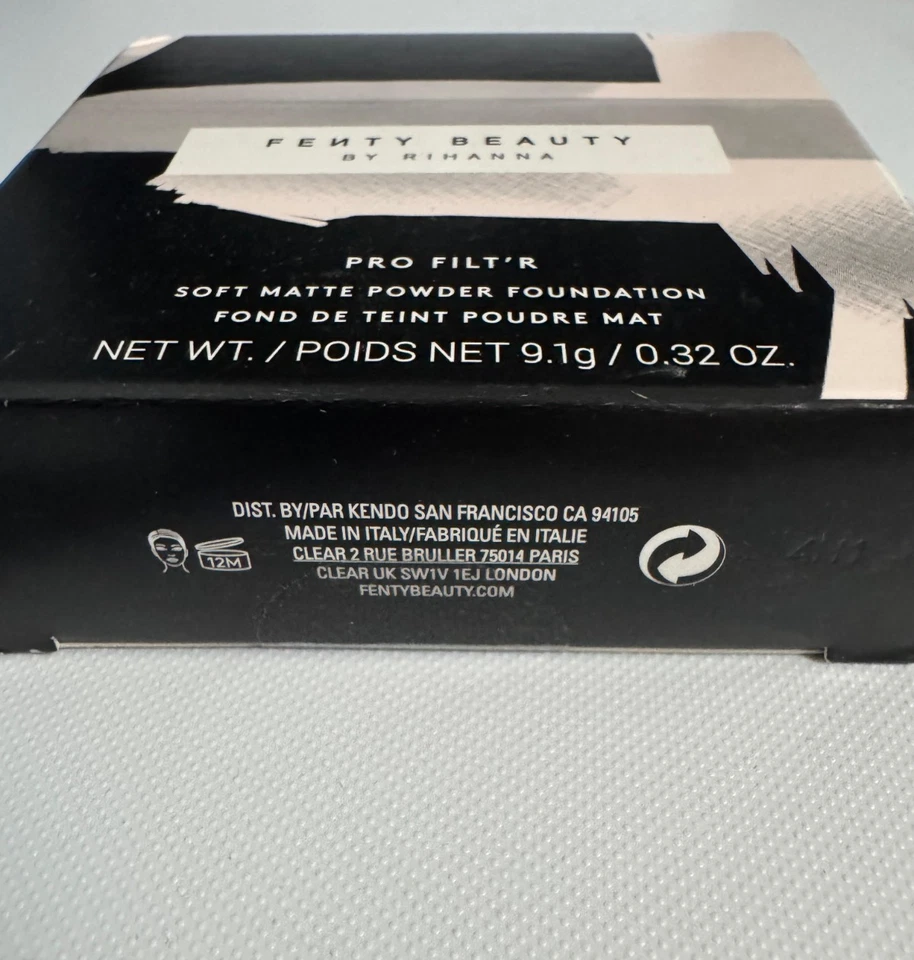 FENTY BEAUTY
BY RIHANNA
PRO FILT'R
SOFT MATTE POWDER FOUNDATION
FOND DE TEINT POUDRE MAT
NET WT. / POIDS NET 9.1g / 0.32 OZ.
DIST. BY/PAR KENDO SAN FRANCISCO CA 94105
MADE IN ITALY/FABRIQUÉ EN ITALIE
CLEAR 2 RUE BRULLER 75014 PARIS
CLEAR UK SW1V 1EJ LONDON
FENTYBEAUTY.COM
12M